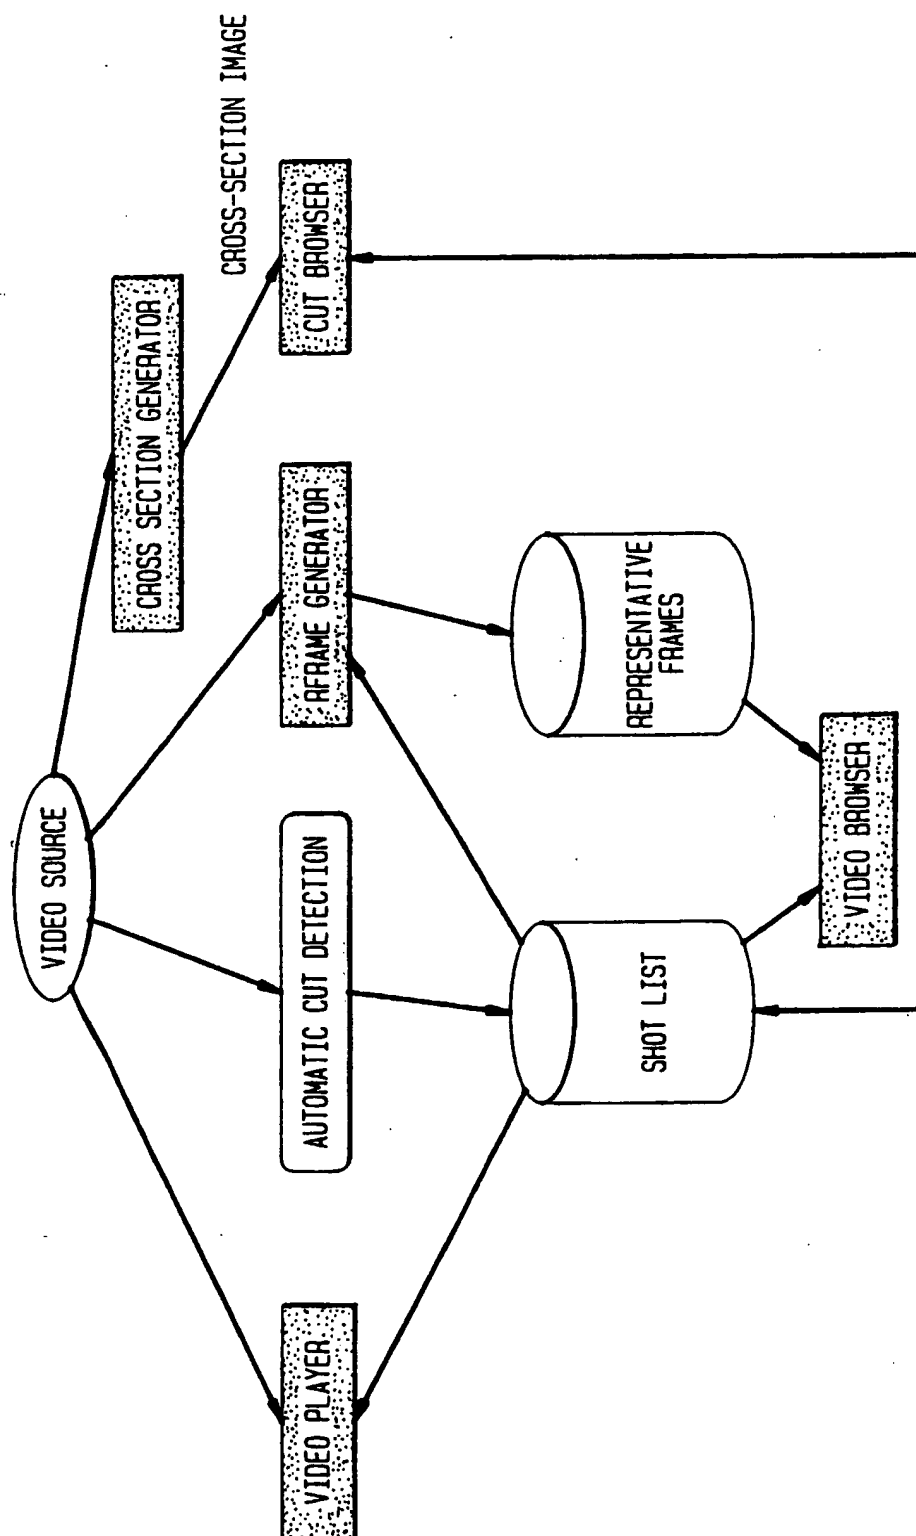 VIDEO SOURCE
CROSS SECTION GENERATOR
CROSS-SECTION IMAGE
VIDEO PLAYER
AUTOMATIC CUT DETECTION
RFRAME GENERATOR
CUT BROWSER
SHOT LIST
REPRESENTATIVE
FRAMES
VIDEO BROWSER